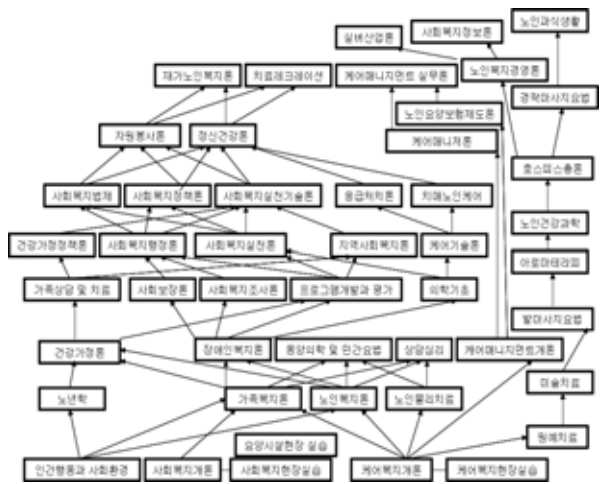 노인과식생활
사회복지정보론
실버산업론
노인복지경영론
재가노인복지론
치료레크레이션
케어매니지먼트 실무론
경락마사지요법
노인요양보험제도론
자원봉사론
정신건강론
케어매니저론
호스피스총론
사회복지법제
사회복지정책론
사회복지실천기술론
응급처치론
치매노인케어
노인건강과학
건강가정정책론
사회복지행정론
사회복지실천론
지역사회복지론
케어기술론
아로마테라피
가족상담 및 치료
사회보장론
사회복지조사론
프로그램개발과 평가
의학기초
발마사지요법
건강가정론
장애인복지론
동양의학 및 민간요법
상담심리
케어매니지먼트개론
노년학
가족복지론
노인복지론
노인물리치료
미술치료
요양시설현장 실습
원예치료
인간행동과 사회환경
사회복지개론
사회복지현장실습
케어복지개론
케어복지현장실습